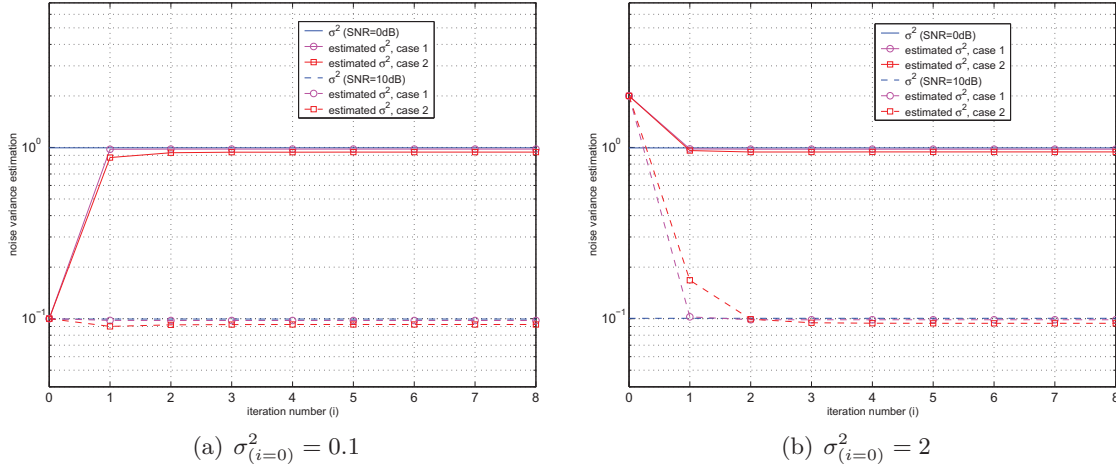 σ² (SNR=0dB)
estimated σ², case 1
estimated σ², case 2
σ² (SNR=10dB)
estimated σ², case 1
estimated σ², case 2
noise variance estimation
10⁰
10⁻¹
0 1 2 3 4 5 6 7 8
iteration number (i)
(a) σ²₍ᵢ₌₀₎ = 0.1
σ² (SNR=0dB)
estimated σ², case 1
estimated σ², case 2
σ² (SNR=10dB)
estimated σ², case 1
estimated σ², case 2
noise variance estimation
10⁰
10⁻¹
0 1 2 3 4 5 6 7 8
iteration number (i)
(b) σ²₍ᵢ₌₀₎ = 2